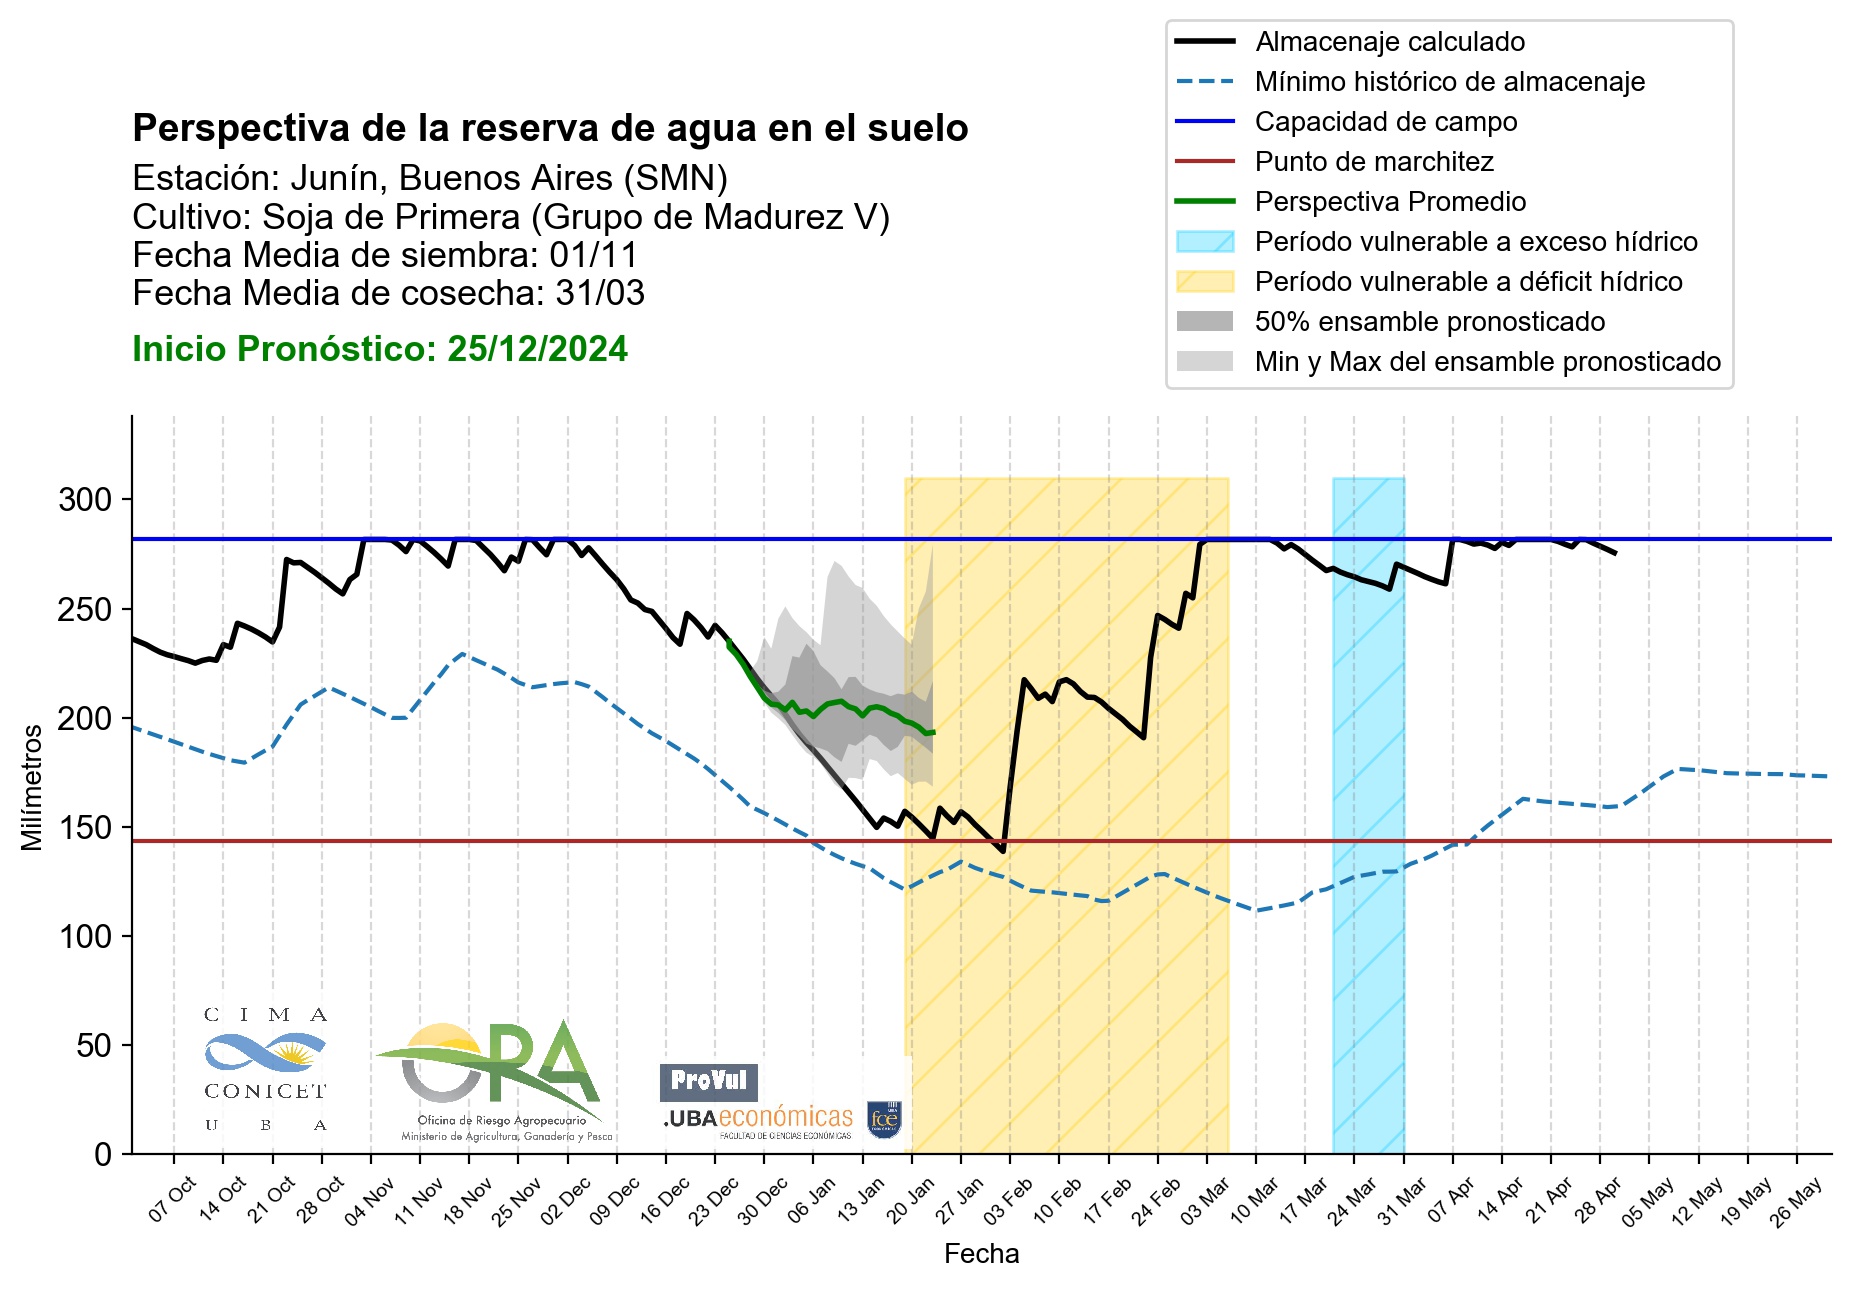 Almacenaje calculado
Mínimo histórico de almacenaje
Capacidad de campo
Punto de marchitez
Perspectiva Promedio
Período vulnerable a exceso hídrico
Período vulnerable a déficit hídrico
50% ensamble pronosticado
Min y Max del ensamble pronosticado
Perspectiva de la reserva de agua en el suelo
Estación: Junín, Buenos Aires (SMN)
Cultivo: Soja de Primera (Grupo de Madurez V)
Fecha Media de siembra: 01/11
Fecha Media de cosecha: 31/03
Inicio Pronóstico: 25/12/2024
Milímetros
300
250
200
150
100
50
0
CIMA
CONICET
UBA
ORA
Oficina de Riesgo Agropecuario
Ministerio de Agricultura, Ganadería y Pesca
ProVul
.UBAeconómicas
FACULTAD DE CIENCIAS ECONÓMICAS
fce
07 Oct
14 Oct
21 Oct
28 Oct
04 Nov
11 Nov
18 Nov
25 Nov
02 Dec
09 Dec
16 Dec
23 Dec
30 Dec
06 Jan
13 Jan
20 Jan
27 Jan
03 Feb
10 Feb
17 Feb
24 Feb
03 Mar
10 Mar
17 Mar
24 Mar
31 Mar
07 Apr
14 Apr
21 Apr
28 Apr
05 May
12 May
19 May
26 May
Fecha